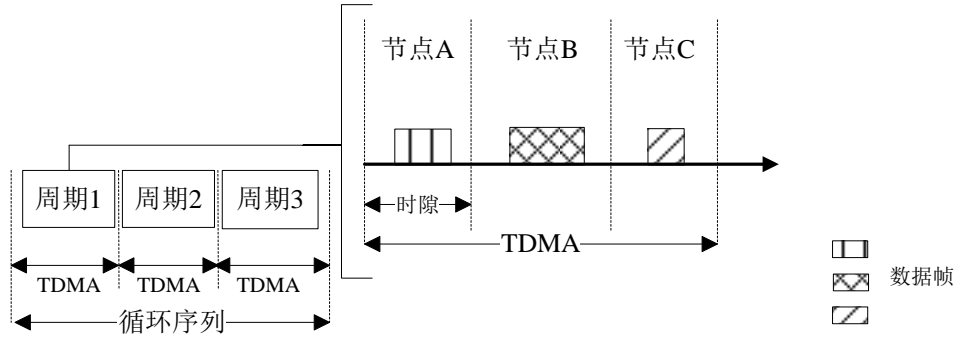 节点A 节点B 节点C
周期1 周期2 周期3
时隙
TDMA
TDMA TDMA TDMA
数据帧
循环序列